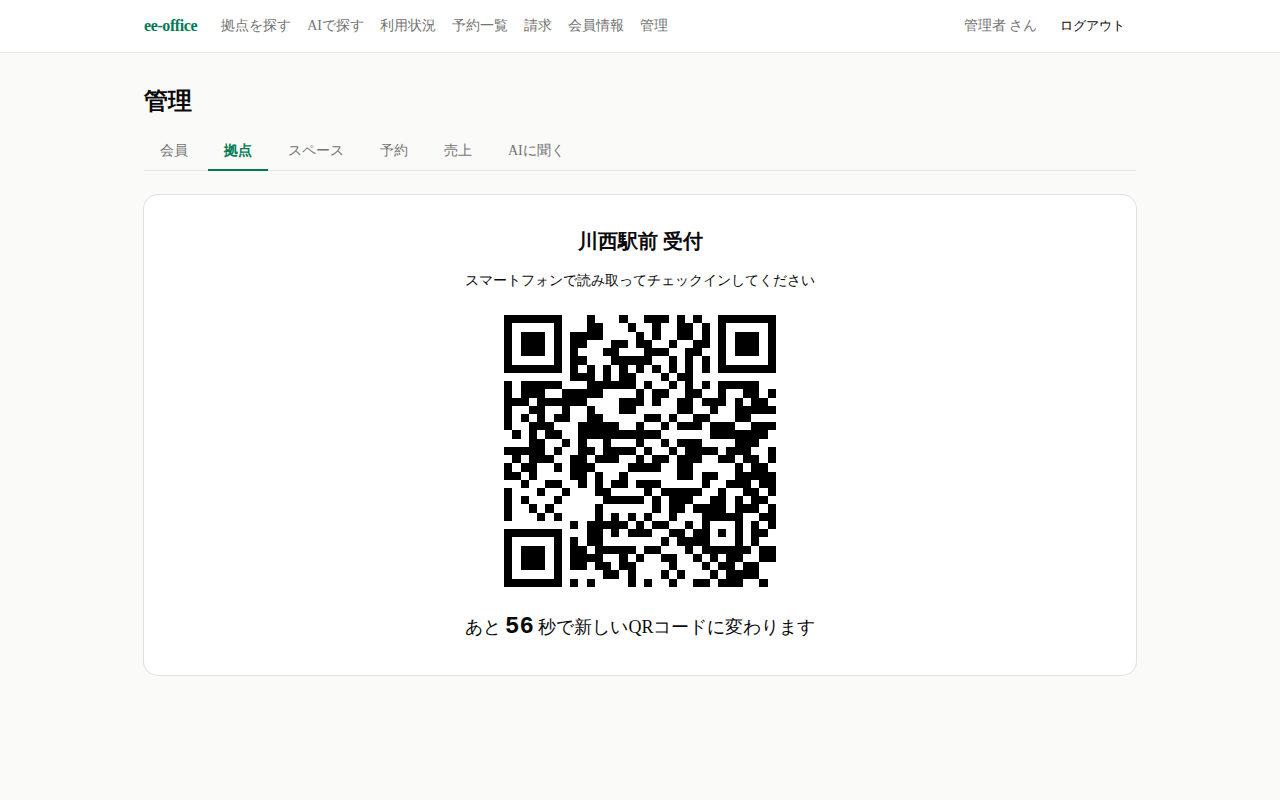 ee-office 拠点を探す AIで探す 利用状況 予約一覧 請求 会員情報 管理 管理者 さん ログアウト
管理
会員 拠点 スペース 予約 売上 AIに聞く
川西駅前 受付
スマートフォンで読み取ってチェックインしてください
あと 56 秒で新しいQRコードに変わります